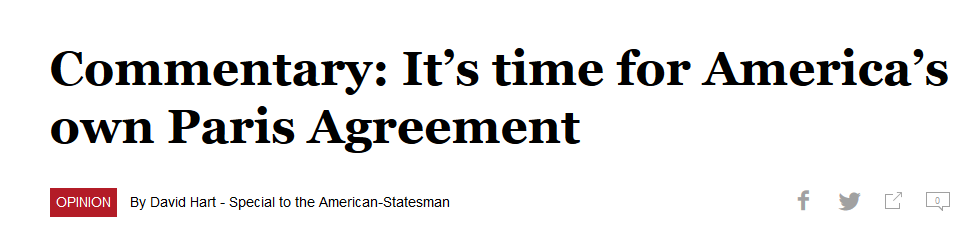 Commentary: It’s time for America’s
own Paris Agreement
OPINION By David Hart - Special to the American-Statesman
0